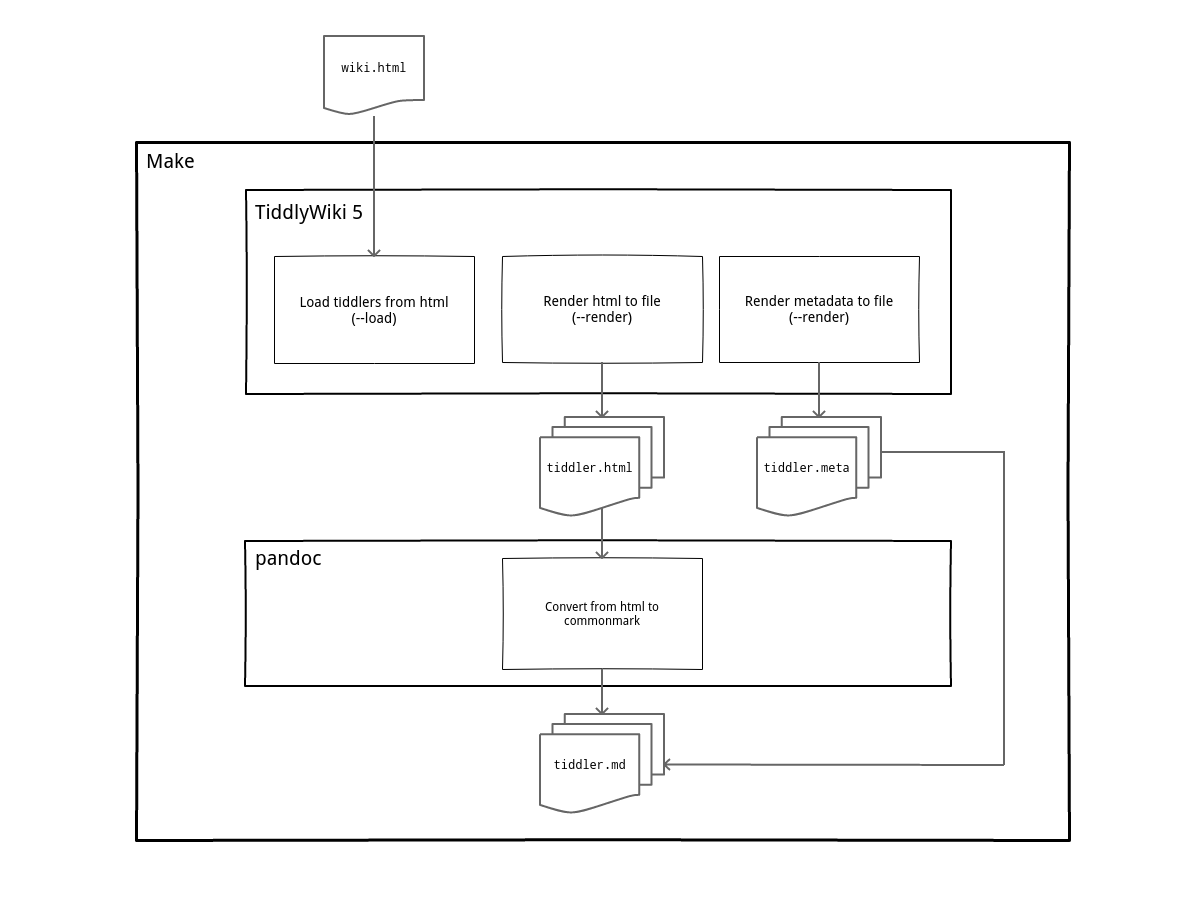 wiki.html
Make
TiddlyWiki 5
Load tiddlers from html
(--load)
Render html to file
(--render)
Render metadata to file
(--render)
tiddler.html
tiddler.meta
pandoc
Convert from html to
commonmark
tiddler.md